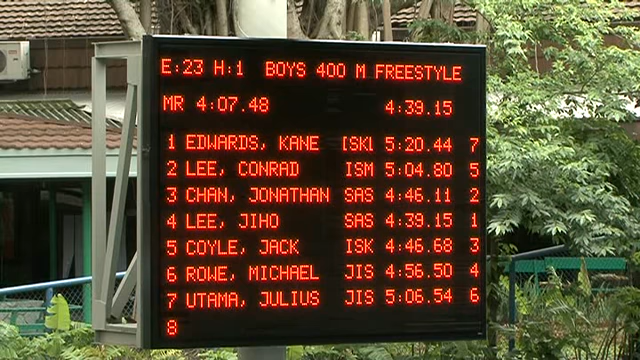 E:23 H:1 BOYS 400 M FREESTYLE
MR 4:07.48 4:39.15
1 EDWARDS, KANE ISKL 5:20.44 7
2 LEE, CONRAD ISM 5:04.80 5
3 CHAN, JONATHAN SAS 4:46.11 2
4 LEE, JIHO SAS 4:39.15 1
5 COYLE, JACK ISK 4:46.68 3
6 ROWE, MICHAEL JIS 4:56.50 4
7 UTAMA, JULIUS JIS 5:06.54 6
8